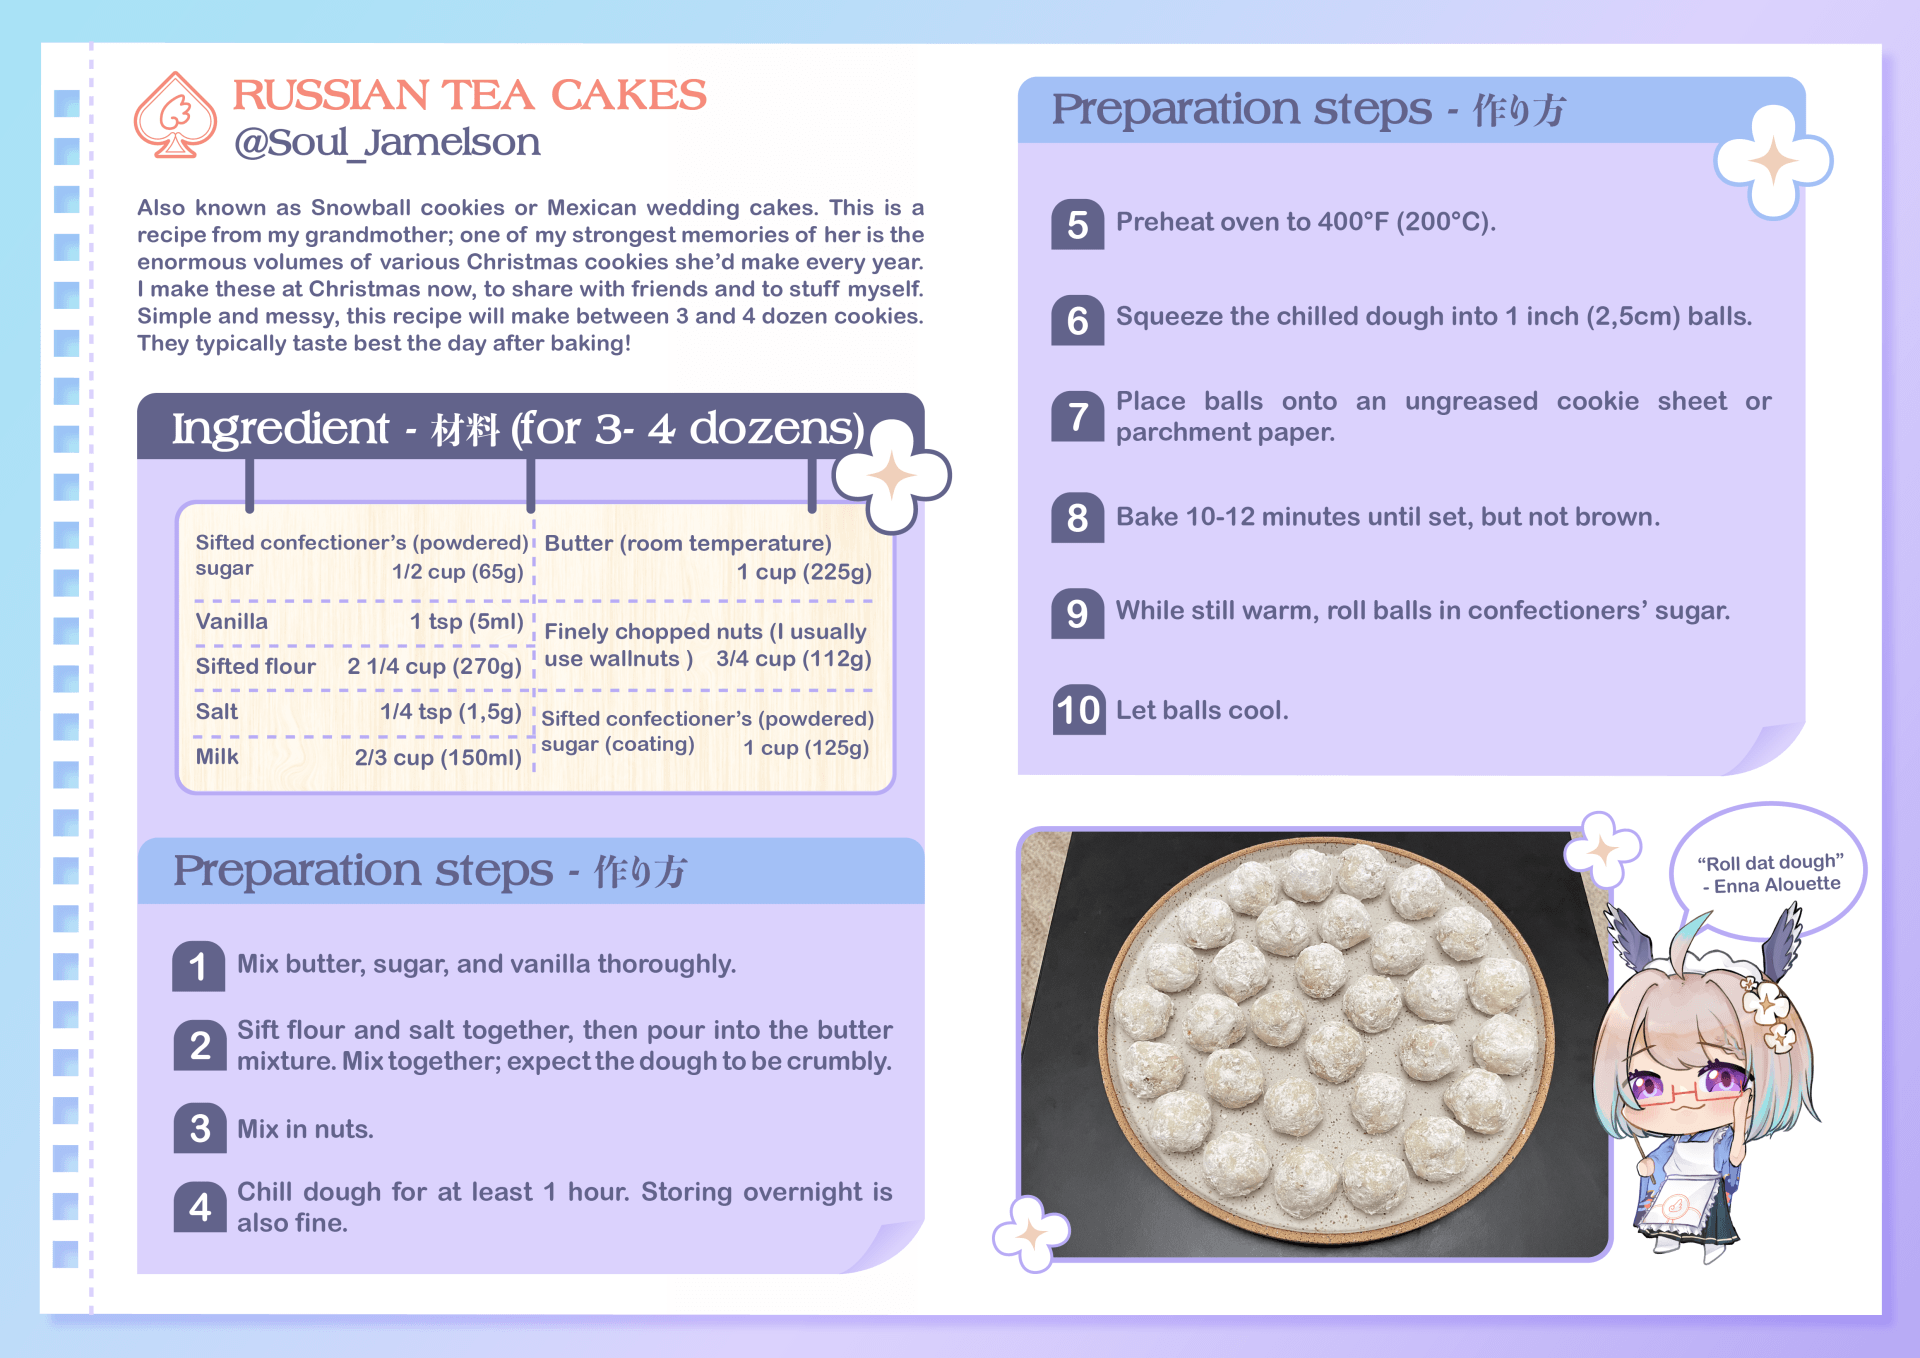 RUSSIAN TEA CAKES
@Soul_Jamelson
Also known as Snowball cookies or Mexican wedding cakes. This is a
recipe from my grandmother; one of my strongest memories of her is the
enormous volumes of various Christmas cookies she’d make every year.
I make these at Christmas now, to share with friends and to stuff myself.
Simple and messy, this recipe will make between 3 and 4 dozen cookies.
They typically taste best the day after baking!
Ingredient - 材料 (for 3- 4 dozens)
Sifted confectioner’s (powdered)
sugar 1/2 cup (65g)
Vanilla 1 tsp (5ml)
Sifted flour 2 1/4 cup (270g)
Salt 1/4 tsp (1,5g)
Milk 2/3 cup (150ml)
Butter (room temperature)
1 cup (225g)
Finely chopped nuts (I usually
use wallnuts ) 3/4 cup (112g)
Sifted confectioner’s (powdered)
sugar (coating) 1 cup (125g)
Preparation steps - 作り方
1 Mix butter, sugar, and vanilla thoroughly.
2 Sift flour and salt together, then pour into the butter
mixture. Mix together; expect the dough to be crumbly.
3 Mix in nuts.
4 Chill dough for at least 1 hour. Storing overnight is
also fine.
Preparation steps - 作り方
5 Preheat oven to 400°F (200°C).
6 Squeeze the chilled dough into 1 inch (2,5cm) balls.
7 Place balls onto an ungreased cookie sheet or
parchment paper.
8 Bake 10-12 minutes until set, but not brown.
9 While still warm, roll balls in confectioners’ sugar.
10 Let balls cool.
“Roll dat dough”
- Enna Alouette